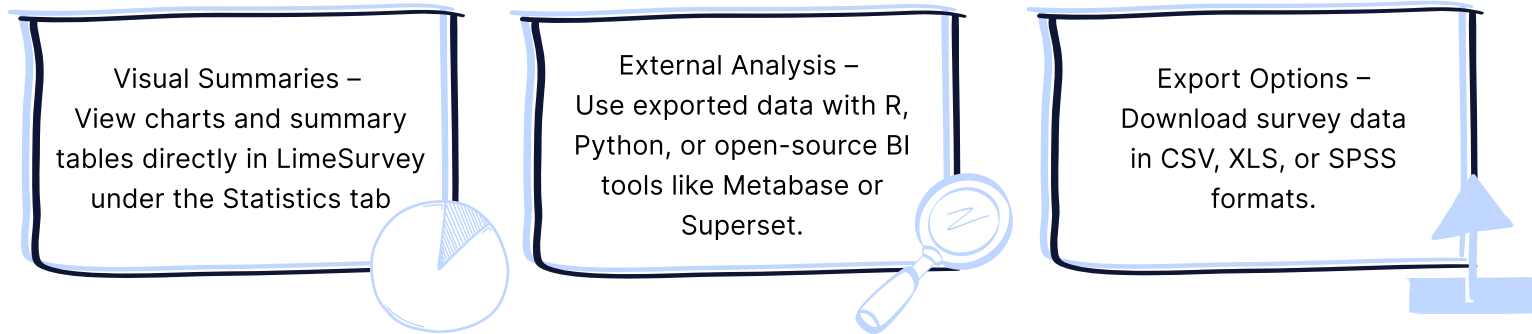 Visual Summaries –
View charts and summary
tables directly in LimeSurvey
under the Statistics tab
External Analysis –
Use exported data with R,
Python, or open-source BI
tools like Metabase or
Superset.
Export Options –
Download survey data
in CSV, XLS, or SPSS
formats.